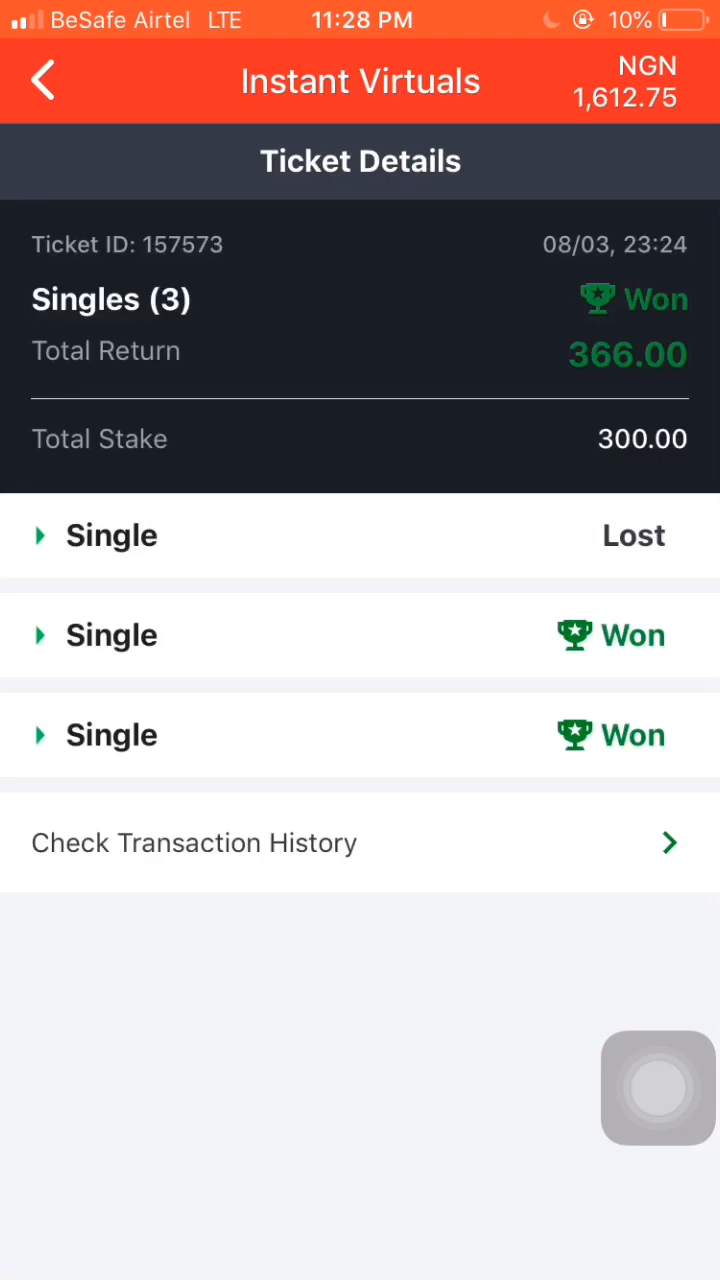 BeSafe Airtel LTE 11:28 PM 10%
Instant Virtuals
NGN
1,612.75
Ticket Details
Ticket ID: 157573 08/03, 23:24
Singles (3) Won
Total Return 366.00
Total Stake 300.00
Single Lost
Single Won
Single Won
Check Transaction History